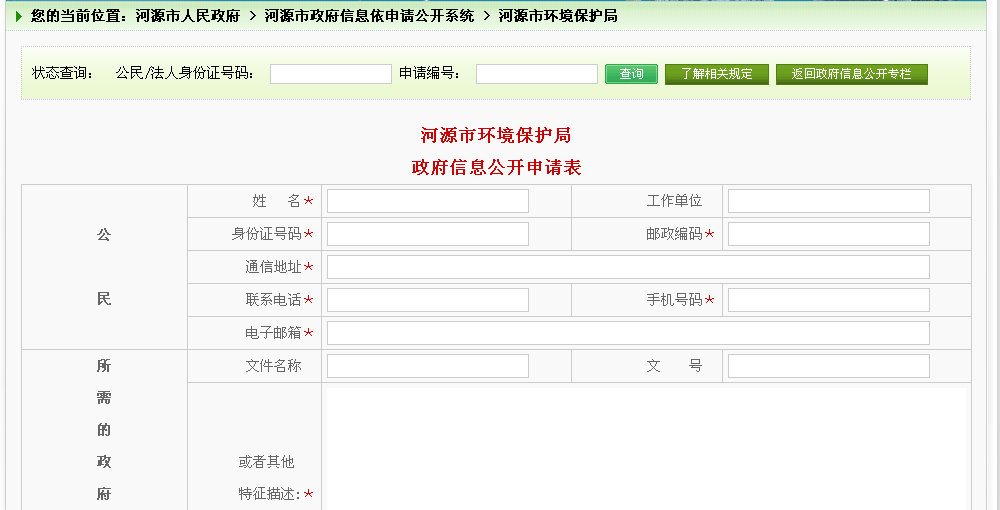 您的当前位置：河源市人民政府 > 河源市政府信息依申请公开系统 > 河源市环境保护局
状态查询： 公民/法人身份证号码： 申请编号： 查询 了解相关规定 返回政府信息公开专栏
河源市环境保护局
政府信息公开申请表
姓 名* 工作单位
公
身份证号码* 邮政编码*
通信地址*
民
联系电话* 手机号码*
电子邮箱*
所
文件名称 文 号
需
的
政
或者其他
府
特征描述:*